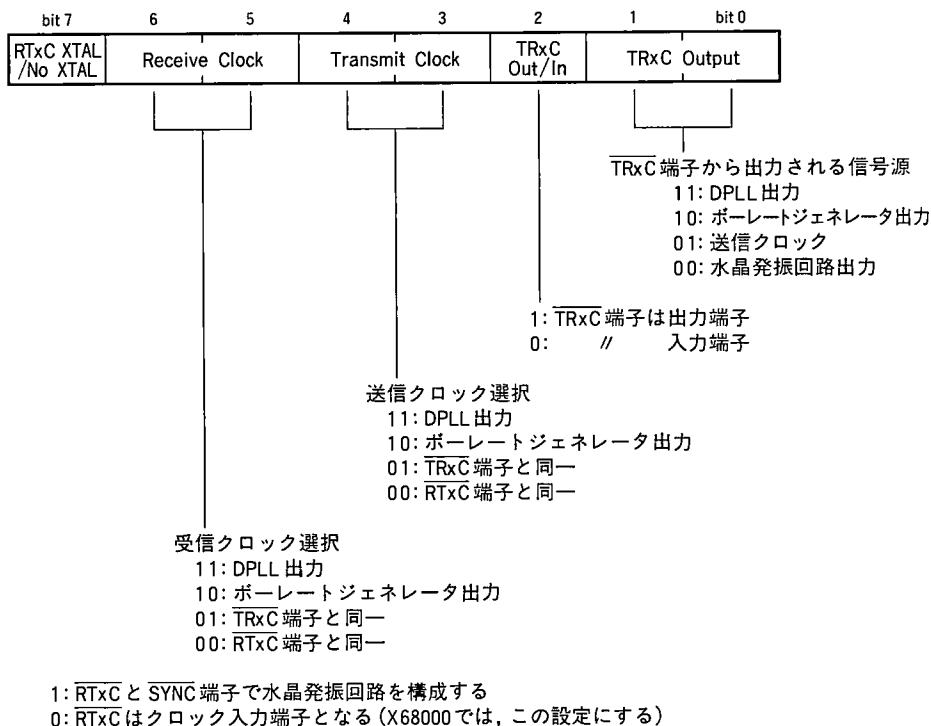 bit 7 6 5 4 3 2 1 bit 0
RTxC XTAL /No XTAL
Receive Clock
Transmit Clock
TRxC Out/In
TRxC Output
TRxC端子から出力される信号源
11: DPLL出力
10: ボーレートジェネレータ出力
01: 送信クロック
00: 水晶発振回路出力
1: TRxC端子は出力端子
0: 〃 入力端子
送信クロック選択
11: DPLL出力
10: ボーレートジェネレータ出力
01: TRxC端子と同一
00: RTxC端子と同一
受信クロック選択
11: DPLL出力
10: ボーレートジェネレータ出力
01: TRxC端子と同一
00: RTxC端子と同一
1: RTxCとSYNC端子で水晶発振回路を構成する
0: RTxCはクロック入力端子となる(X68000では,この設定にする)